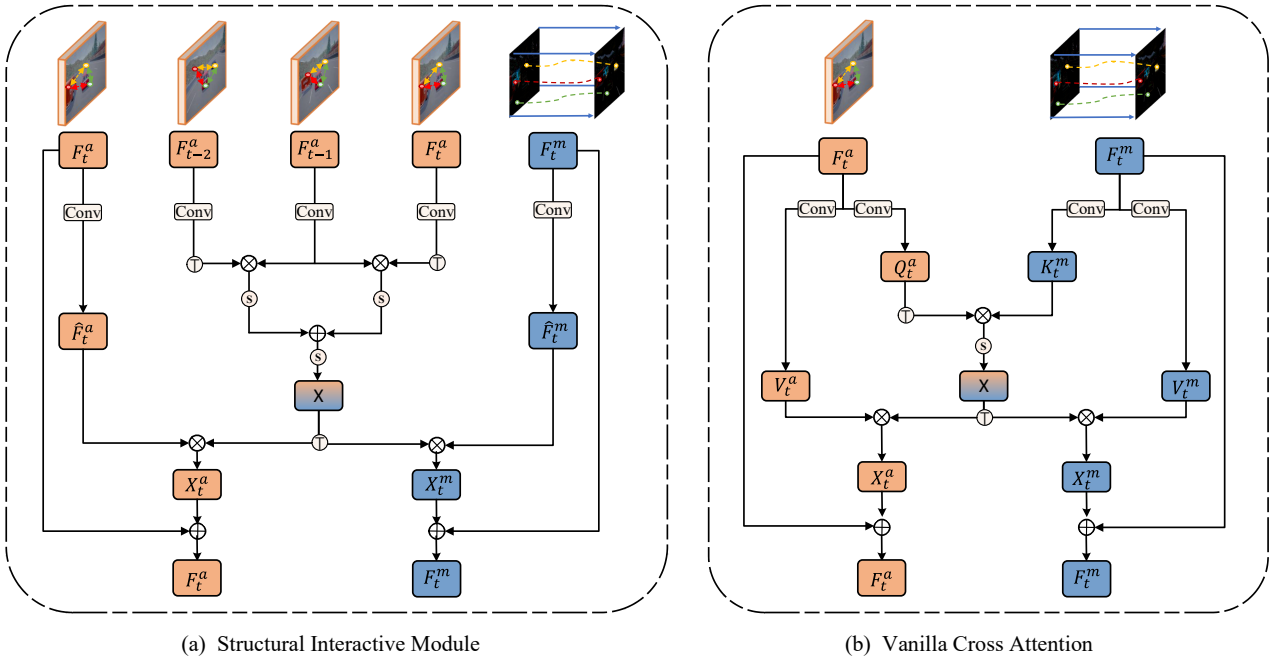 F_t^a F_{t-2}^a F_{t-1}^a F_t^a F_t^m
Conv Conv Conv Conv Conv
T T
S S
F̂_t^a F̂_t^m
S
X
T
X_t^a X_t^m
F_t^a F_t^m
(a) Structural Interactive Module
F_t^a F_t^m
Conv Conv Conv Conv
Q_t^a K_t^m
T
S
V_t^a X V_t^m
T
X_t^a X_t^m
F_t^a F_t^m
(b) Vanilla Cross Attention